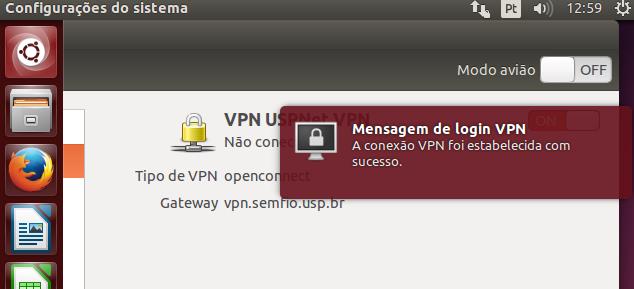 Configurações do sistema
Pt
12:59
Modo avião
OFF
VPN USPNet VPN
ON
Não conec
Mensagem de login VPN
A conexão VPN foi estabelecida com
sucesso.
Tipo de VPN openconnect
Gateway vpn.semfio.usp.br